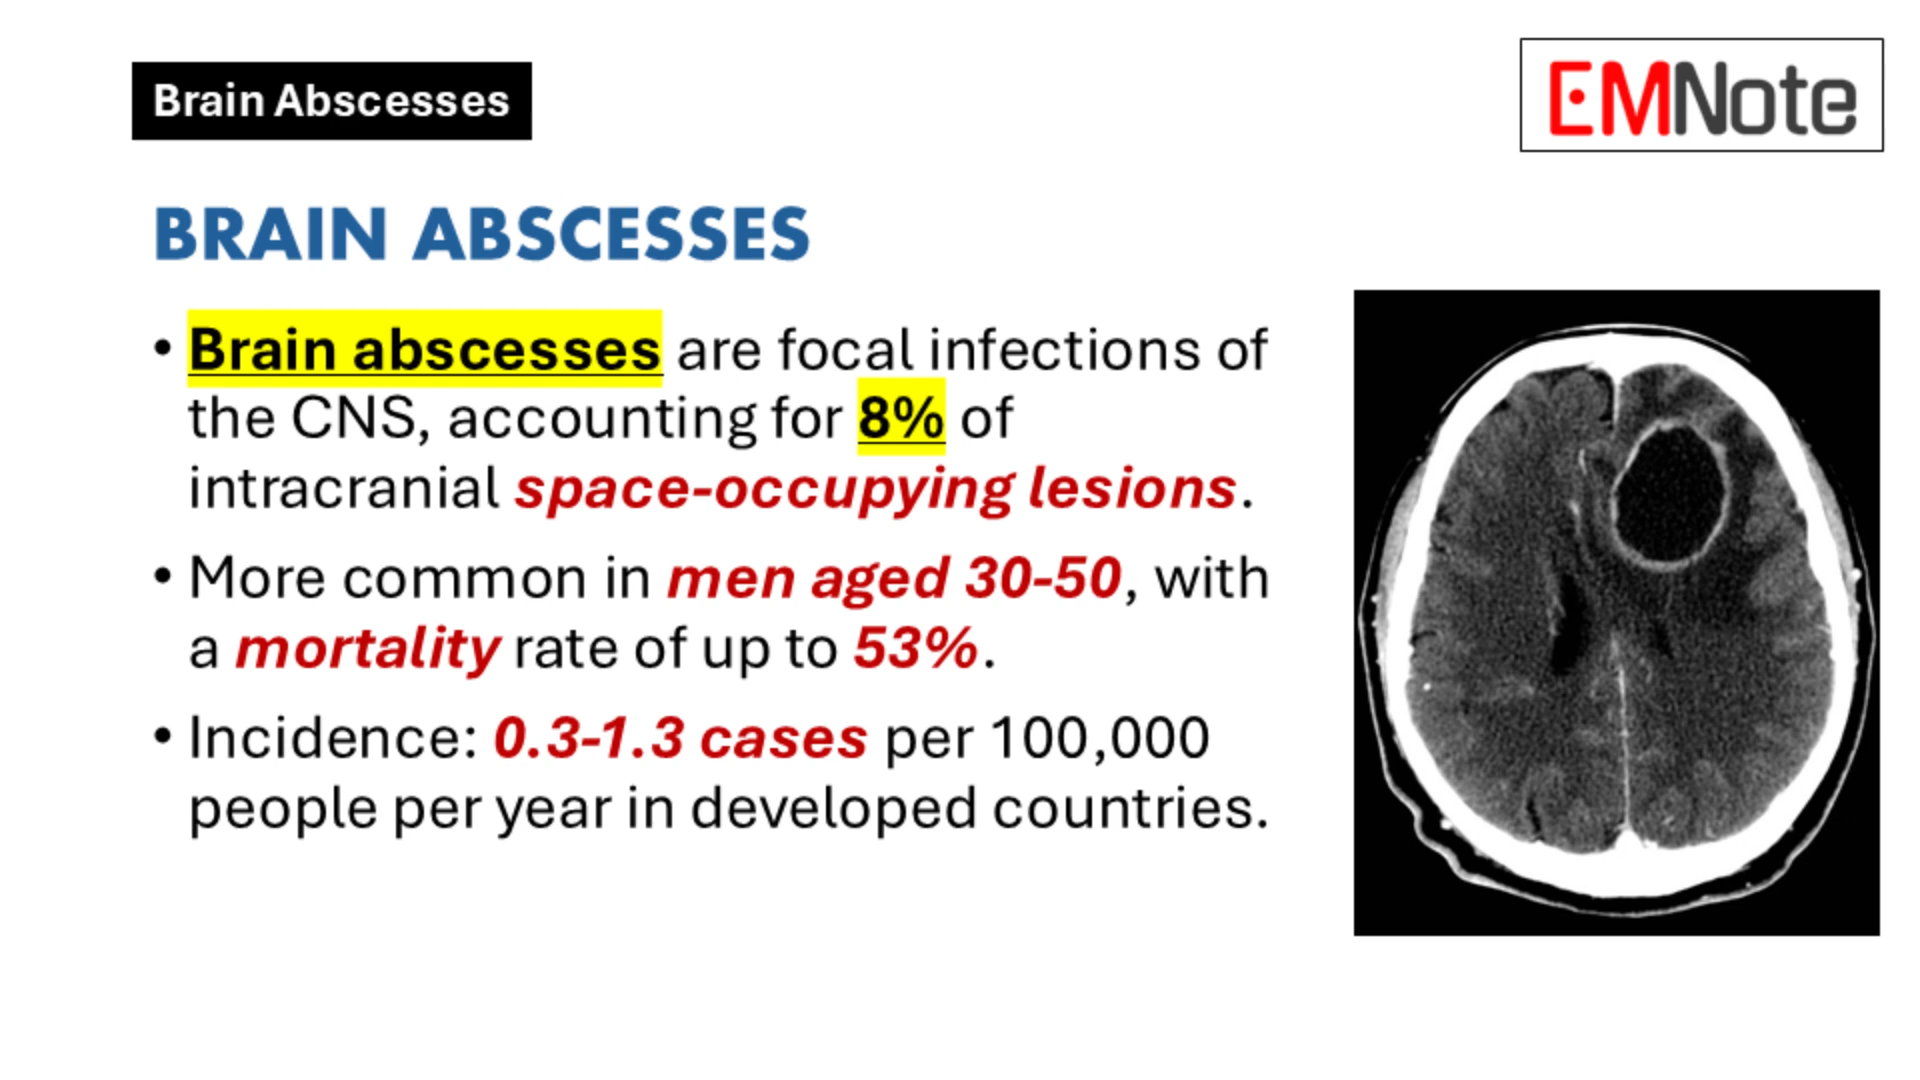 Brain Abscesses
EMNote
BRAIN ABSCESSES
• Brain abscesses are focal infections of
the CNS, accounting for 8% of
intracranial space-occupying lesions.
• More common in men aged 30-50, with
a mortality rate of up to 53%.
• Incidence: 0.3-1.3 cases per 100,000
people per year in developed countries.